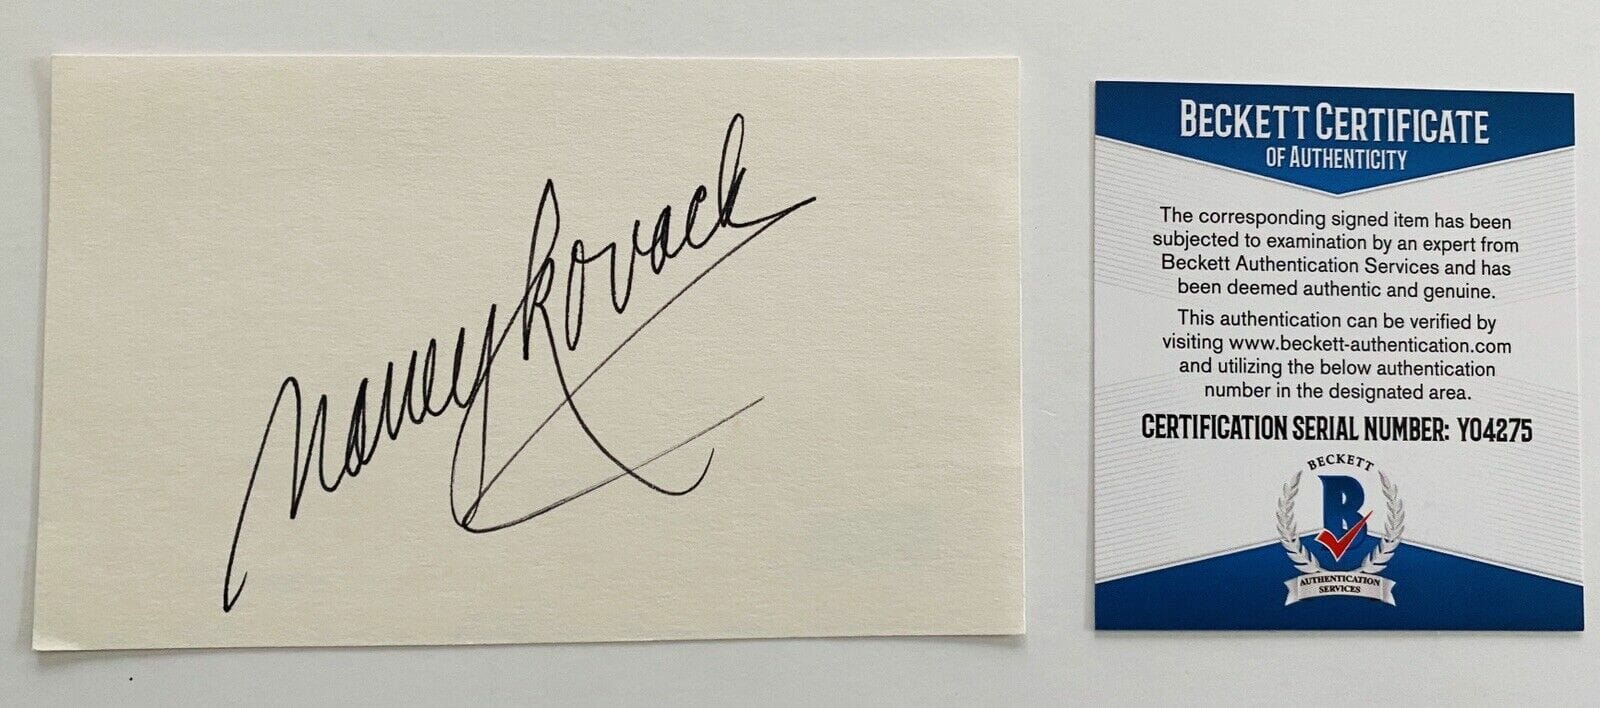 Nancy Kovack
BECKETT CERTIFICATE
OF AUTHENTICITY
The corresponding signed item has been
subjected to examination by an expert from
Beckett Authentication Services and has
been deemed authentic and genuine.
This authentication can be verified by
visiting www.beckett-authentication.com
and utilizing the below authentication
number in the designated area.
CERTIFICATION SERIAL NUMBER: Y04275
BECKETT
B
AUTHENTICATION
SERVICES